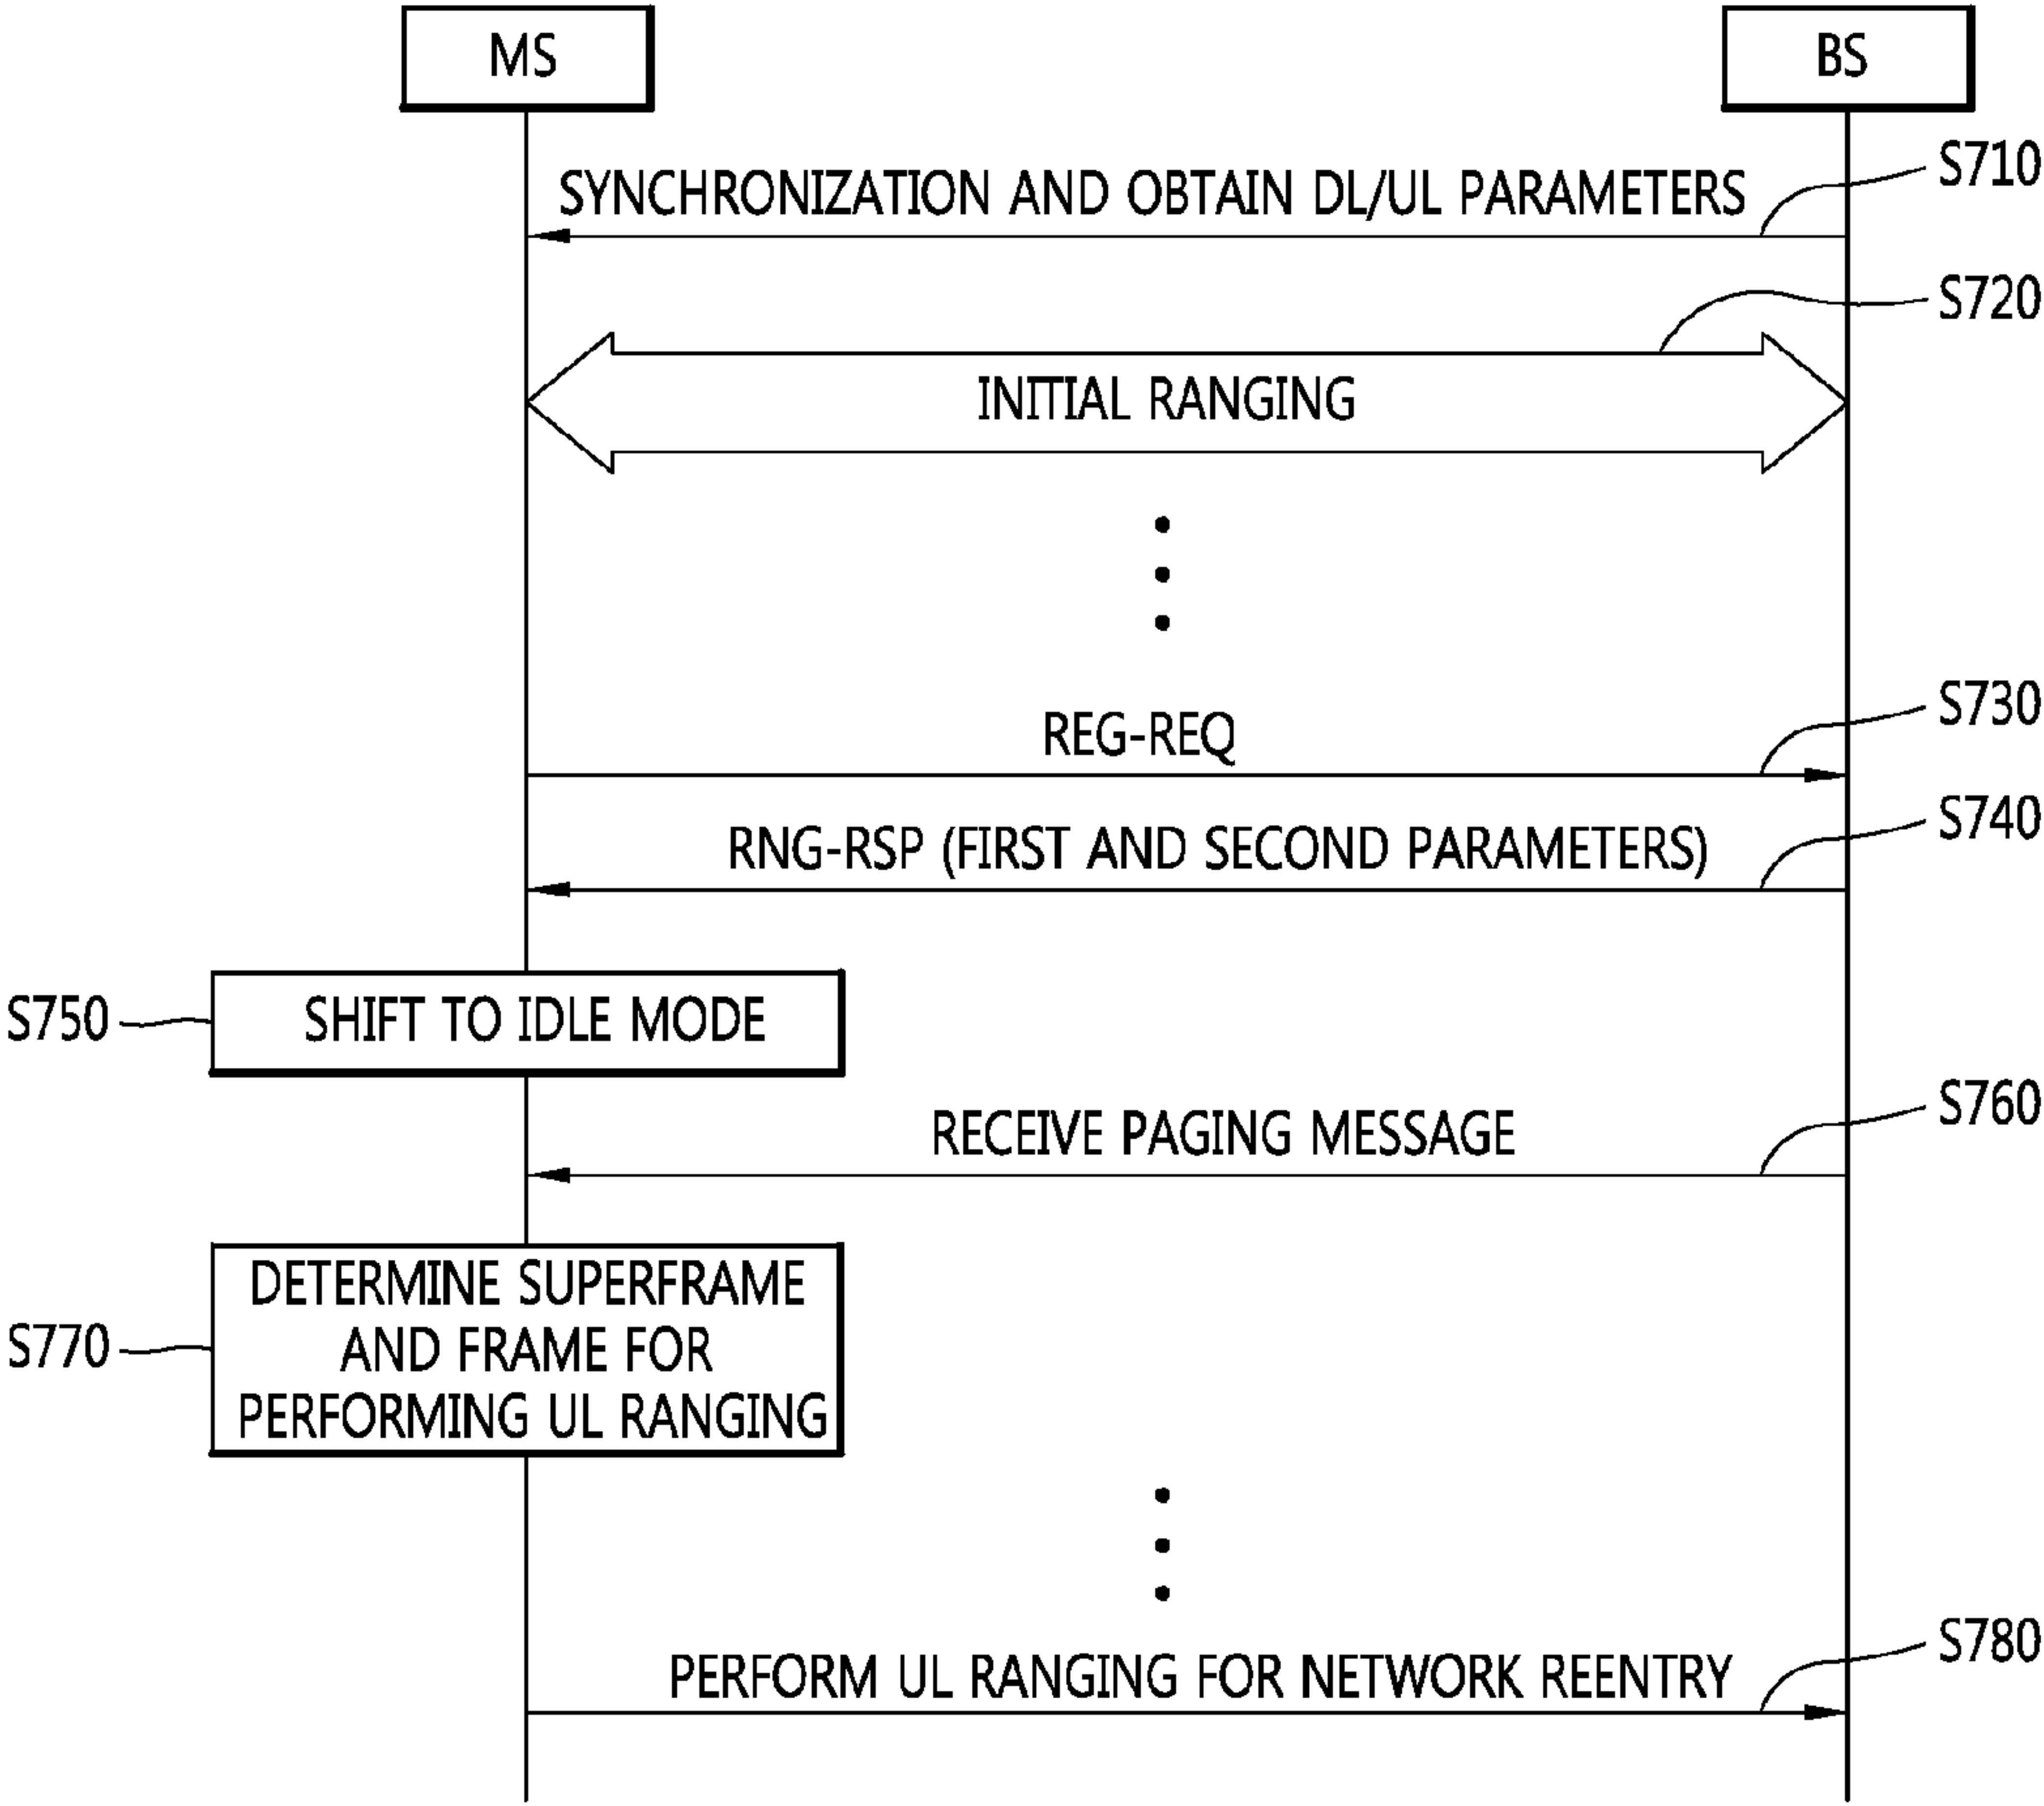 MS
BS
SYNCHRONIZATION AND OBTAIN DL/UL PARAMETERS
S710
S720
INITIAL RANGING
REG-REQ
S730
RNG-RSP (FIRST AND SECOND PARAMETERS)
S740
S750
SHIFT TO IDLE MODE
RECEIVE PAGING MESSAGE
S760
S770
DETERMINE SUPERFRAME
AND FRAME FOR
PERFORMING UL RANGING
PERFORM UL RANGING FOR NETWORK REENTRY
S780